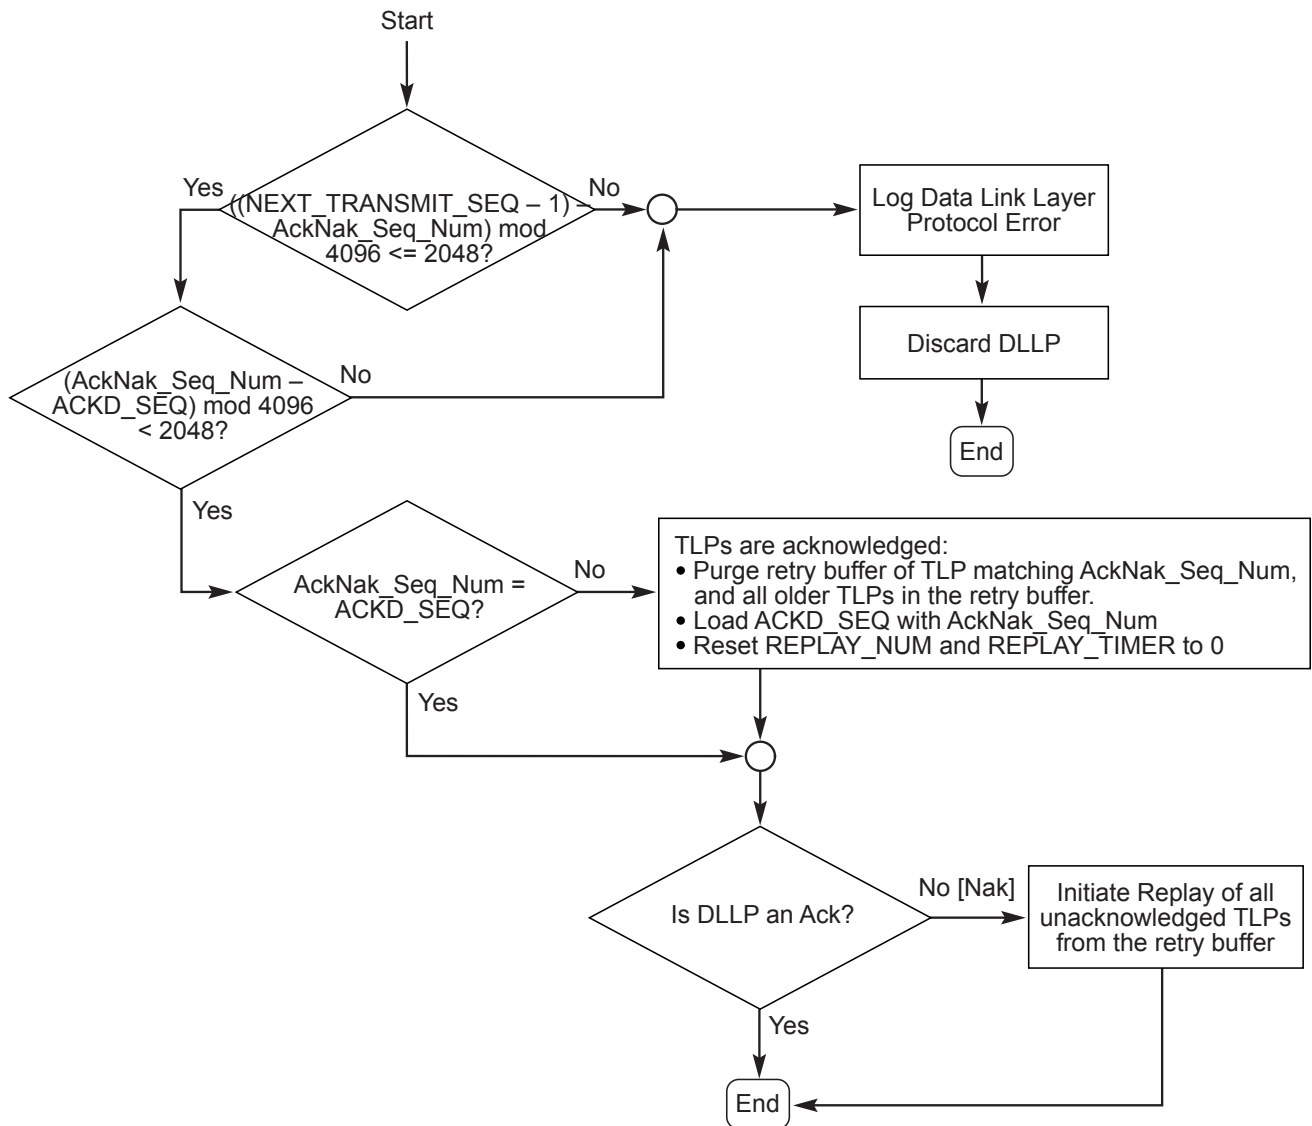 Start
Yes
No
((NEXT_TRANSMIT_SEQ – 1) –
AckNak_Seq_Num) mod
4096 <= 2048?
Log Data Link Layer
Protocol Error
Discard DLLP
End
(AckNak_Seq_Num –
ACKD_SEQ) mod 4096
< 2048?
No
Yes
AckNak_Seq_Num =
ACKD_SEQ?
No
Yes
TLPs are acknowledged:
• Purge retry buffer of TLP matching AckNak_Seq_Num,
and all older TLPs in the retry buffer.
• Load ACKD_SEQ with AckNak_Seq_Num
• Reset REPLAY_NUM and REPLAY_TIMER to 0
Is DLLP an Ack?
No [Nak]
Initiate Replay of all
unacknowledged TLPs
from the retry buffer
Yes
End